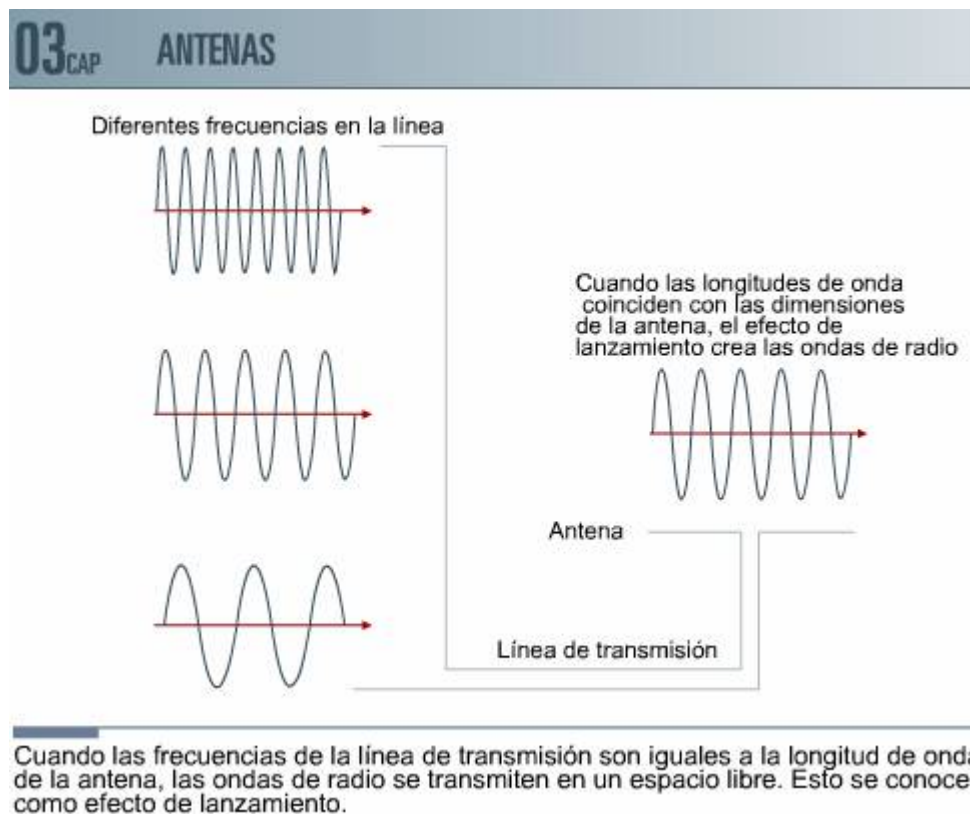 03CAP ANTENAS
Diferentes frecuencias en la línea
Cuando las longitudes de onda
coinciden con las dimensiones
de la antena, el efecto de
lanzamiento crea las ondas de radio
Antena
Línea de transmisión
Cuando las frecuencias de la línea de transmisión son iguales a la longitud de onda
de la antena, las ondas de radio se transmiten en un espacio libre. Esto se conoce
como efecto de lanzamiento.